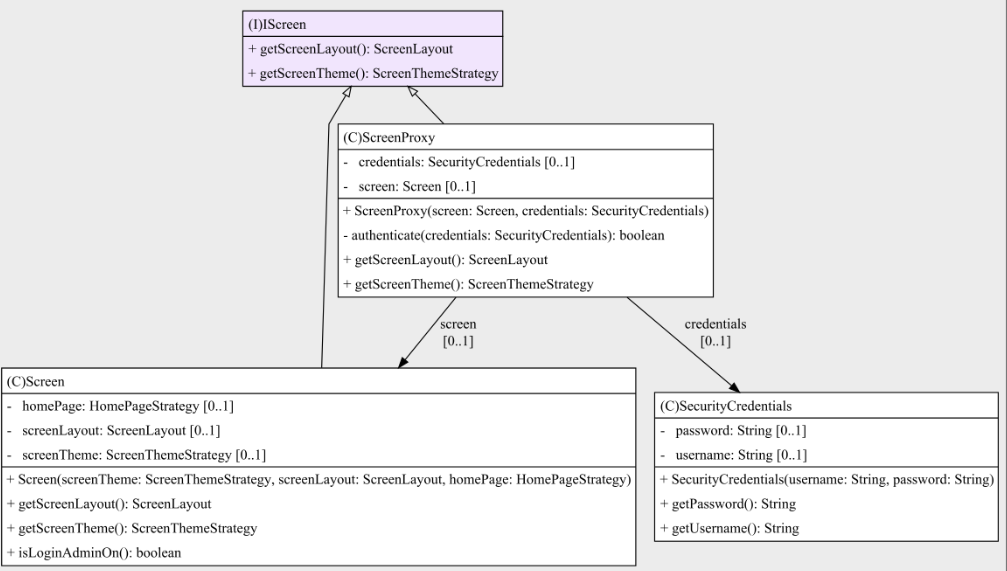 (I)IScreen
+ getScreenLayout(): ScreenLayout
+ getScreenTheme(): ScreenThemeStrategy
(C)ScreenProxy
- credentials: SecurityCredentials [0..1]
- screen: Screen [0..1]
+ ScreenProxy(screen: Screen, credentials: SecurityCredentials)
- authenticate(credentials: SecurityCredentials): boolean
+ getScreenLayout(): ScreenLayout
+ getScreenTheme(): ScreenThemeStrategy
screen
[0..1]
credentials
[0..1]
(C)Screen
- homePage: HomePageStrategy [0..1]
- screenLayout: ScreenLayout [0..1]
- screenTheme: ScreenThemeStrategy [0..1]
+ Screen(screenTheme: ScreenThemeStrategy, screenLayout: ScreenLayout, homePage: HomePageStrategy)
+ getScreenLayout(): ScreenLayout
+ getScreenTheme(): ScreenThemeStrategy
+ isLoginAdminOn(): boolean
(C)SecurityCredentials
- password: String [0..1]
- username: String [0..1]
+ SecurityCredentials(username: String, password: String)
+ getPassword(): String
+ getUsername(): String